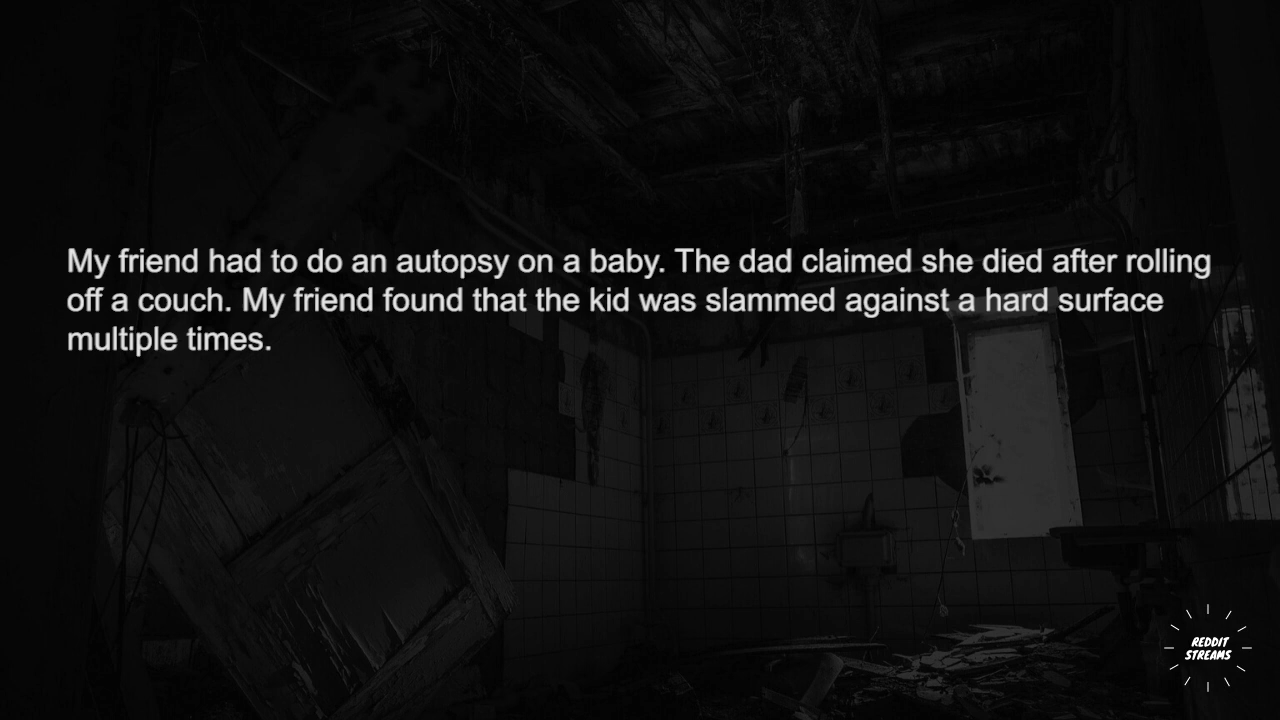 My friend had to do an autopsy on a baby. The dad claimed she died after rolling
off a couch. My friend found that the kid was slammed against a hard surface
multiple times.
REDDIT
STREAMS